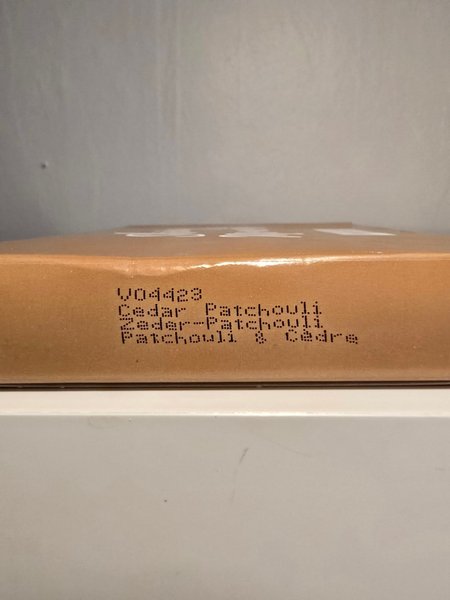 V04423
Cedar Patchouli
Zeder-Patchouli
Patchouli & Cèdre